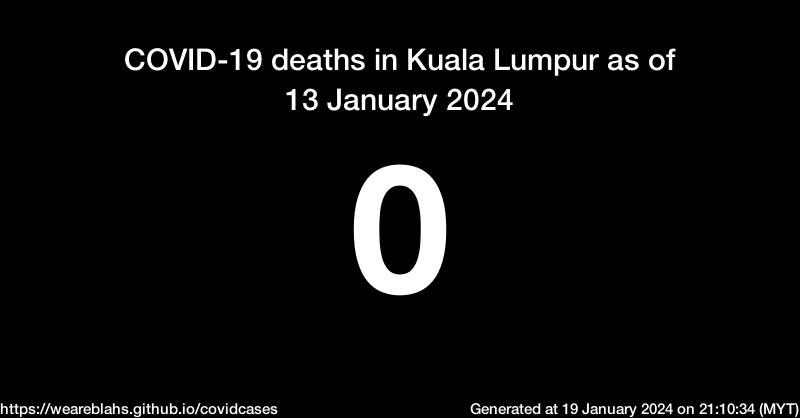 COVID-19 deaths in Kuala Lumpur as of
13 January 2024
0
https://weareblahs.github.io/covidcases
Generated at 19 January 2024 on 21:10:34 (MYT)